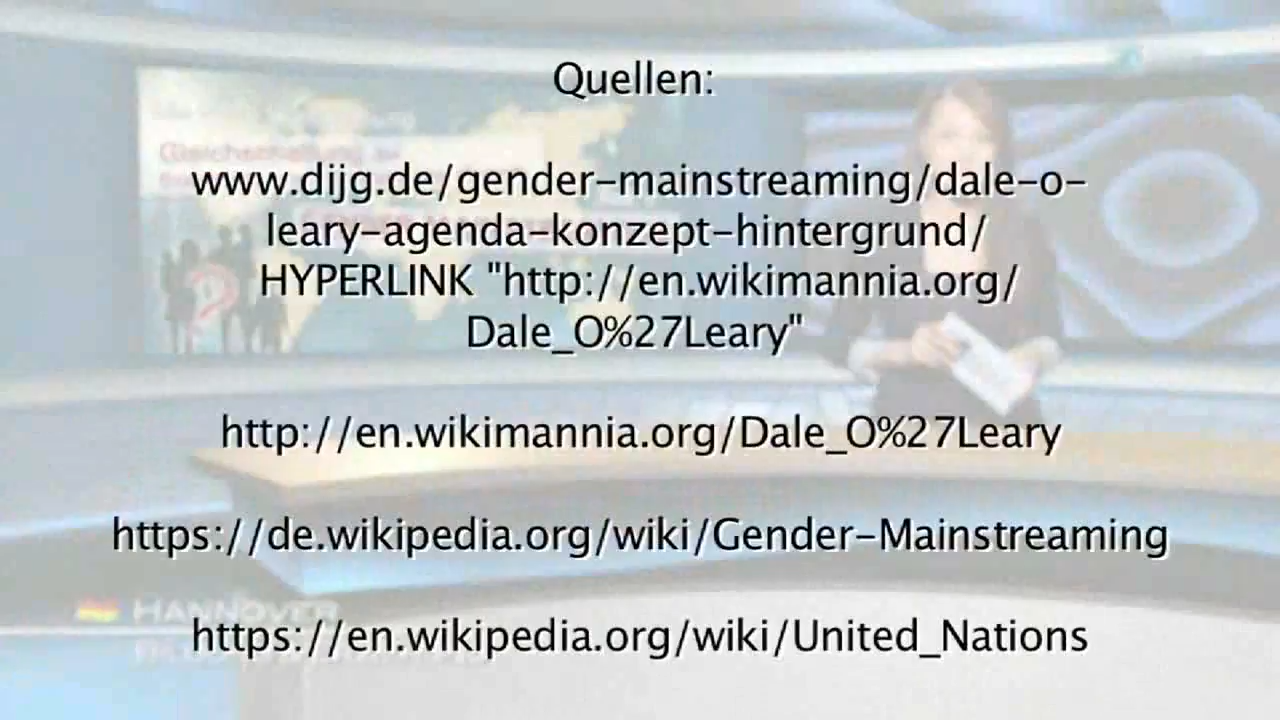 Quellen:
www.dijg.de/gender-mainstreaming/dale-o-
leary-agenda-konzept-hintergrund/
HYPERLINK "http://en.wikimannia.org/
Dale_O%27Leary"
http://en.wikimannia.org/Dale_O%27Leary
https://de.wikipedia.org/wiki/Gender-Mainstreaming
HANNOVER
https://en.wikipedia.org/wiki/United_Nations